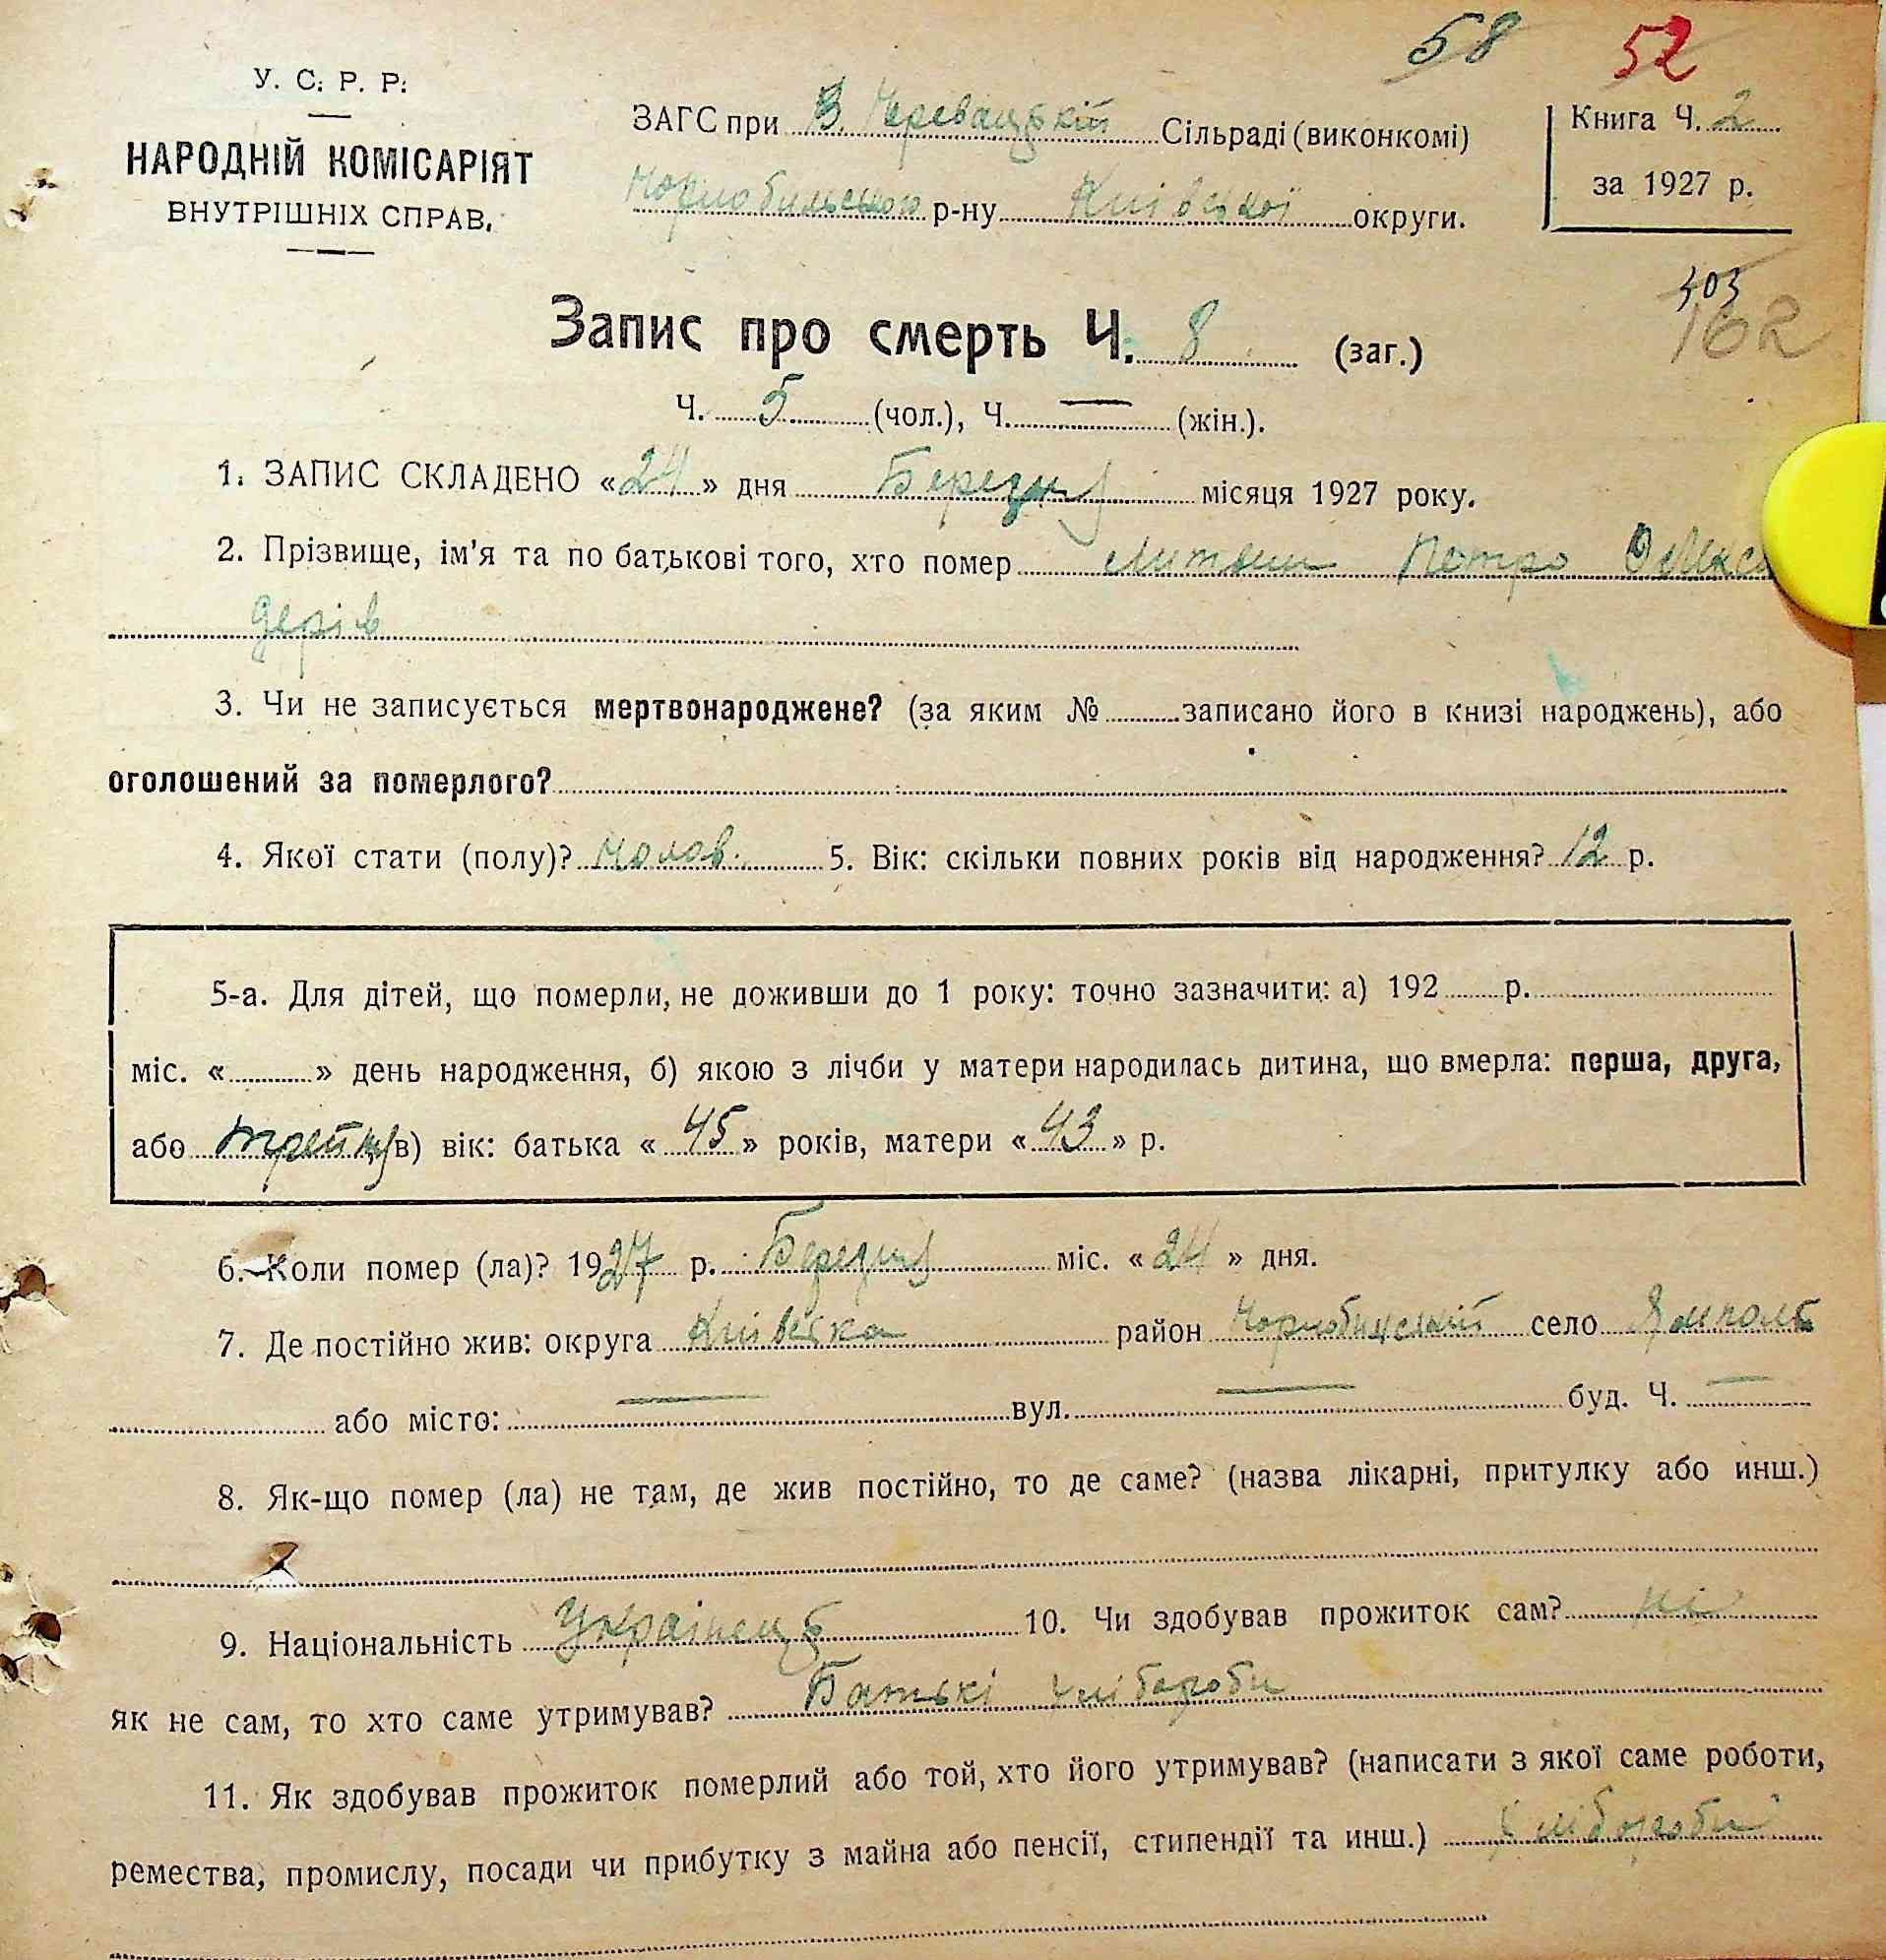 58 52
У. С. Р. Р.
НАРОДНІЙ КОМІСАРІЯТ
ВНУТРІШНІХ СПРАВ.
ЗАГС при В. Черевацькій Сільраді (виконкомі)
Чорнобильського р-ну Київської округи.
Книга Ч. 2
за 1927 р.
303
162
Запис про смерть Ч. 8 (заг.)
Ч. 5 (чол.), Ч. — (жін.).
1. ЗАПИС СКЛАДЕНО «24» дня Березня місяця 1927 року.
2. Прізвище, ім'я та по батькові того, хто помер Литвин Петро Олекса
дерів
3. Чи не записується мертвонароджене? (за яким № записано його в книзі народжень), або
оголошений за померлого?
4. Якої стати (полу)? Чолов. 5. Вік: скільки повних років від народження? 12 р.
5-а. Для дітей, що померли, не доживши до 1 року: точно зазначити: а) 192 р.
міс. « » день народження, б) якою з лічби у матери народилась дитина, що вмерла: перша, друга,
або в) вік: батька «45» років, матери «43» р.
6. Коли помер (ла)? 1927 р. Березня міс. «24» дня.
7. Де постійно жив: округа Київська район Чорнобильский село Ямполь
або місто: — вул. — буд. Ч. —
8. Як-що помер (ла) не там, де жив постійно, то де саме? (назва лікарні, притулку або инш.)
9. Національність Українець 10. Чи здобував прожиток сам? ні
як не сам, то хто саме утримував? Батькі хлібороби
11. Як здобував прожиток померлий або той, хто його утримував? (написати з якої саме роботи,
ремества, промислу, посади чи прибутку з майна або пенсії, стипендії та инш.) хлібороби